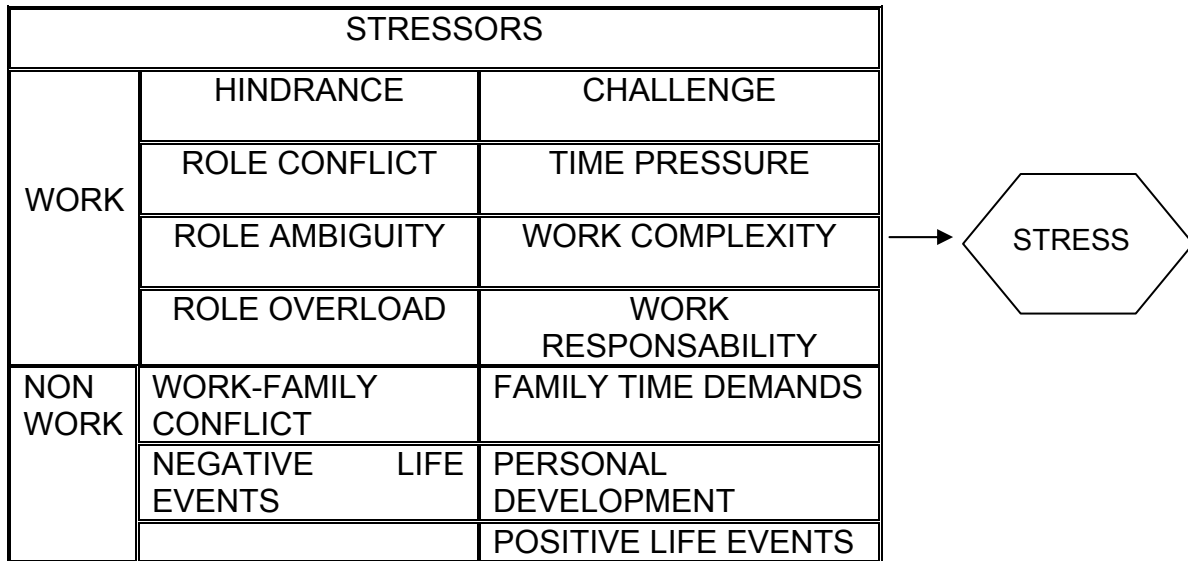 STRESSORS
HINDRANCE
CHALLENGE
WORK
ROLE CONFLICT
TIME PRESSURE
ROLE AMBIGUITY
WORK COMPLEXITY
ROLE OVERLOAD
WORK
RESPONSABILITY
NON
WORK
WORK-FAMILY
CONFLICT
FAMILY TIME DEMANDS
NEGATIVE LIFE
EVENTS
PERSONAL
DEVELOPMENT
POSITIVE LIFE EVENTS
STRESS